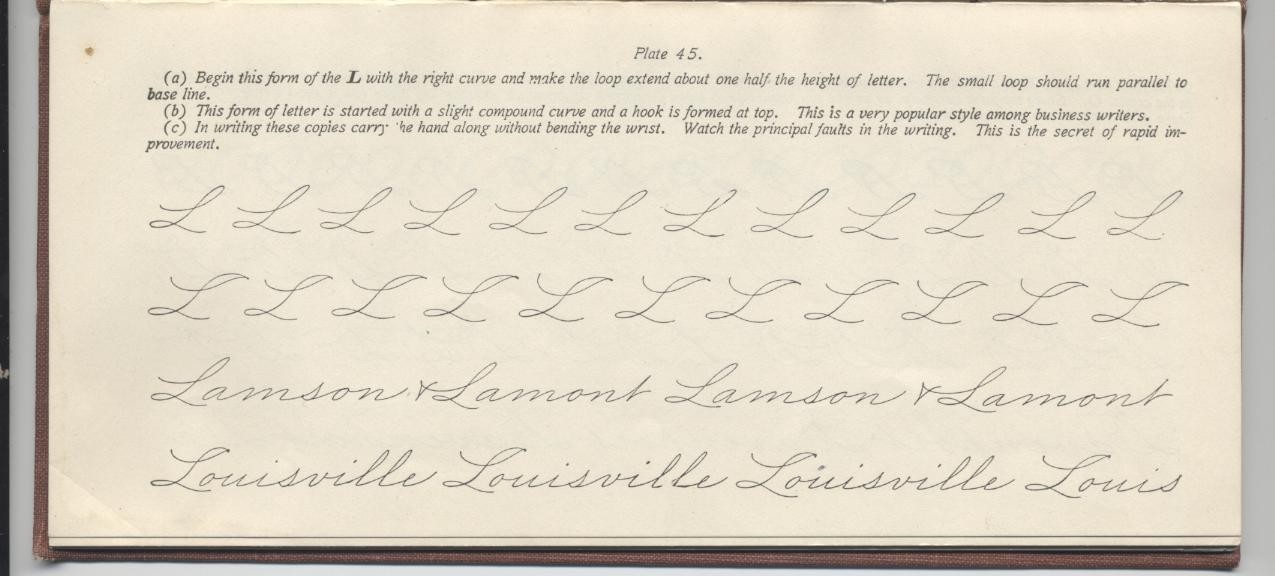 Plate 45.
(a) Begin this form of the L with the right curve and make the loop extend about one half the height of letter. The small loop should run parallel to
base line.
(b) This form of letter is started with a slight compound curve and a hook is formed at top. This is a very popular style among business writers.
(c) In writing these copies carry 'he hand along without bending the wrist. Watch the principal faults in the writing. This is the secret of rapid im-
provement.
L L L L L L L L L L L L
L L L L L L L L L L L
Lamson & Lamont Lamson & Lamont
Louisville Louisville Louisville Louis